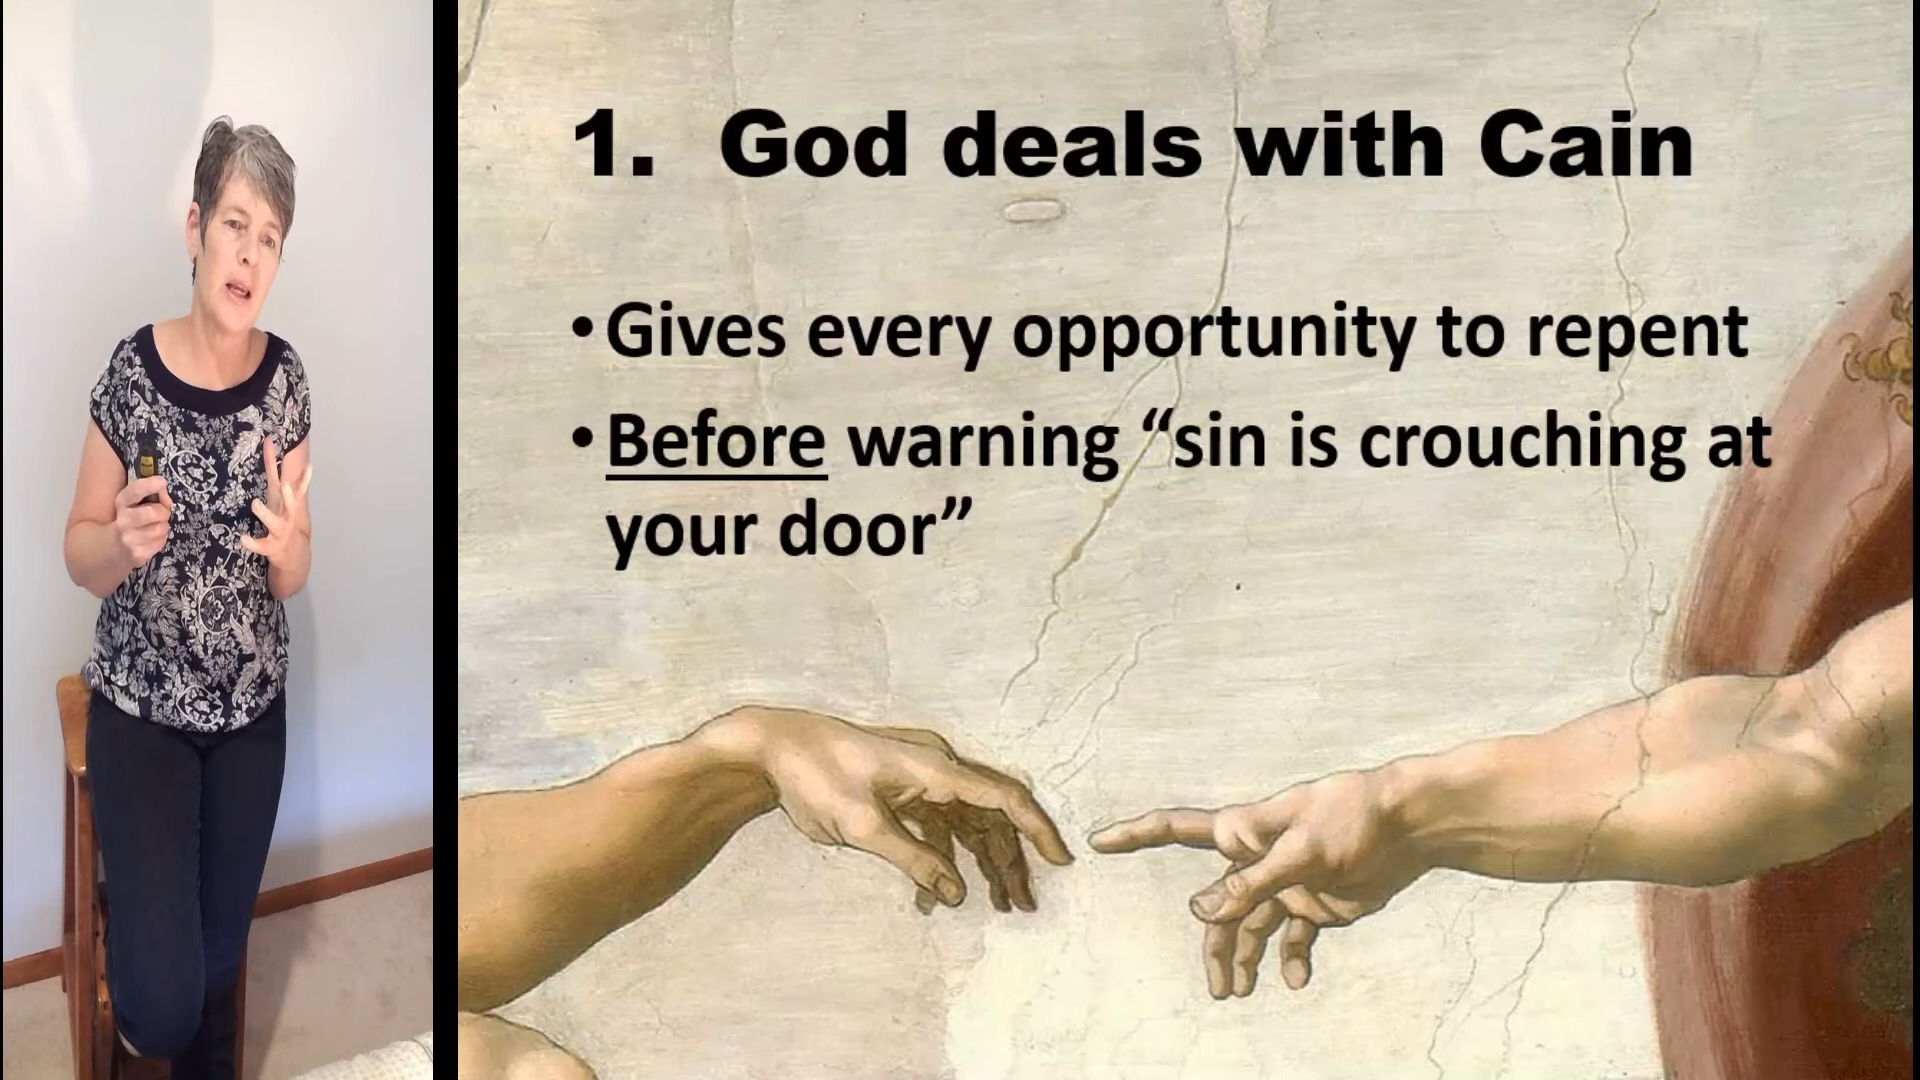 1. God deals with Cain
•Gives every opportunity to repent
•Before warning “sin is crouching at
your door”